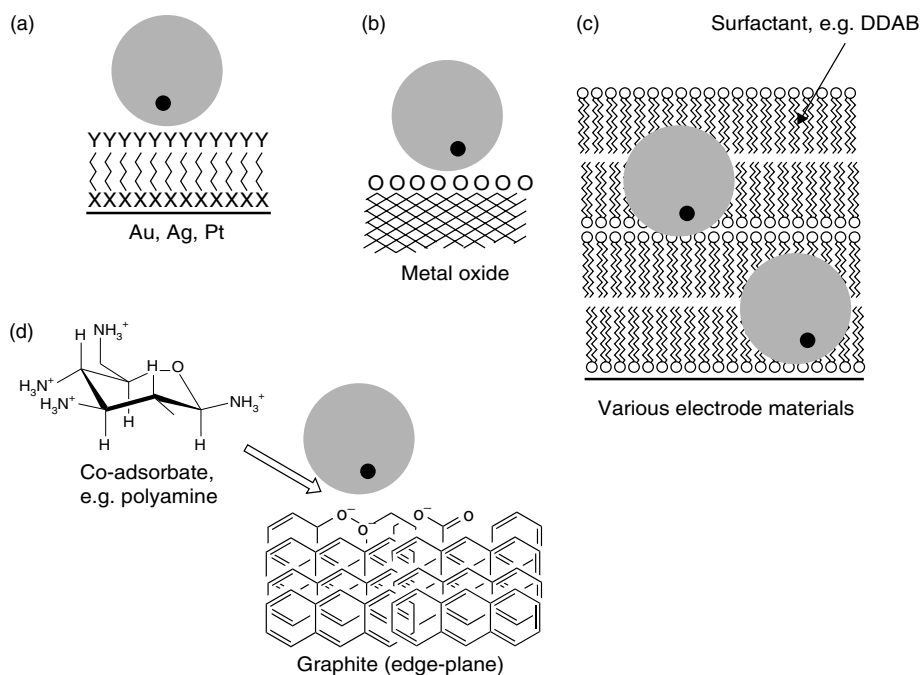 (a)
YYYYYYYYYYYY
XXXXXXXXXXXX
Au, Ag, Pt
(b)
OOOOOOOO
Metal oxide
(c)
Surfactant, e.g. DDAB
Various electrode materials
(d)
NH₃⁺
H
H O
H₃N⁺
H₃N⁺
H
NH₃⁺
H
H
Co-adsorbate,
e.g. polyamine
O⁻ O⁻ O⁻ O
Graphite (edge-plane)